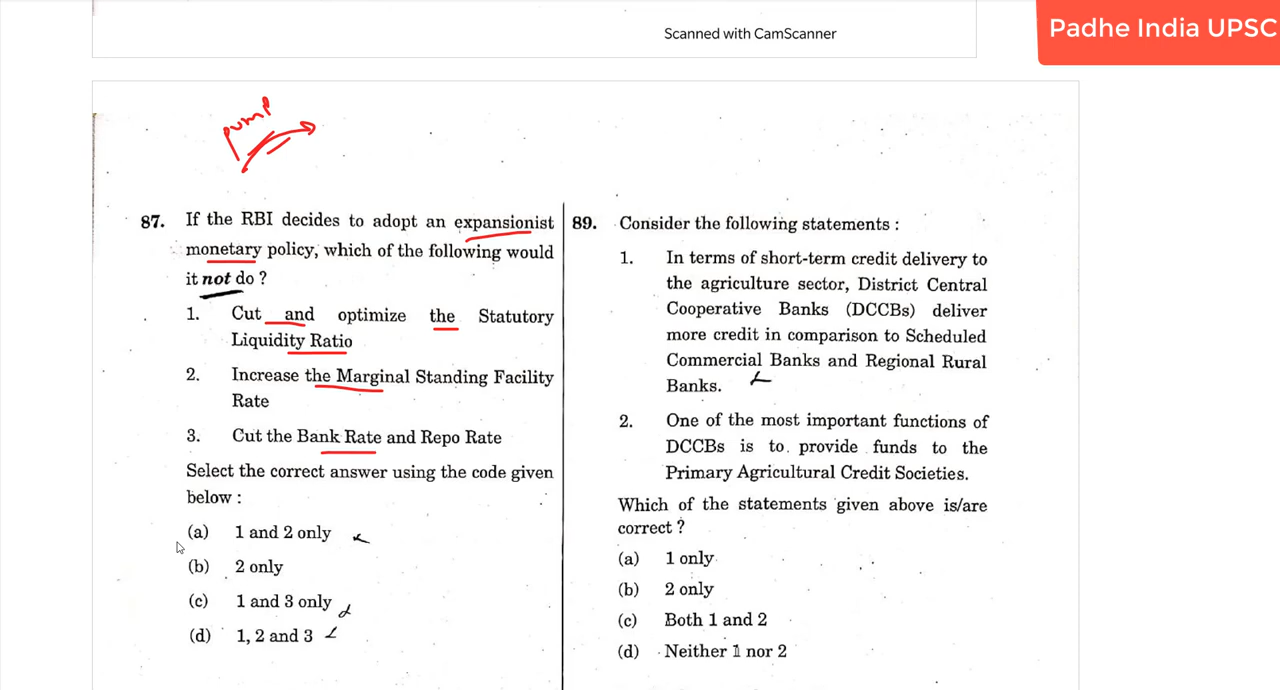 Scanned with CamScanner
Padhe India UPSC
pump
87. If the RBI decides to adopt an expansionist
monetary policy, which of the following would
it not do ?
1. Cut and optimize the Statutory
Liquidity Ratio
2. Increase the Marginal Standing Facility
Rate
3. Cut the Bank Rate and Repo Rate
Select the correct answer using the code given
below :
(a) 1 and 2 only
(b) 2 only
(c) 1 and 3 only
(d) 1, 2 and 3
89. Consider the following statements :
1. In terms of short-term credit delivery to
the agriculture sector, District Central
Cooperative Banks (DCCBs) deliver
more credit in comparison to Scheduled
Commercial Banks and Regional Rural
Banks.
2. One of the most important functions of
DCCBs is to provide funds to the
Primary Agricultural Credit Societies.
Which of the statements given above is/are
correct ?
(a) 1 only
(b) 2 only
(c) Both 1 and 2
(d) Neither 1 nor 2